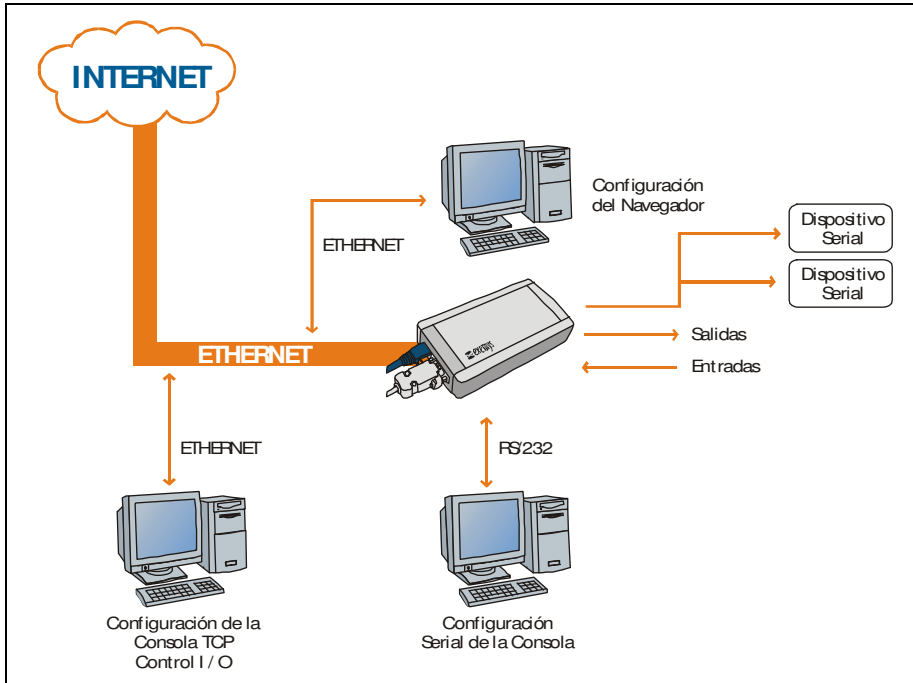 INTERNET
Configuración
del Navegador
Dispositivo
Serial
ETHERNET
Dispositivo
Serial
exemys
ETHERNET
Salidas
Entradas
ETHERNET
RS/232
Configuración de la
Consola TCP
Control I / O
Configuración
Serial de la Consola